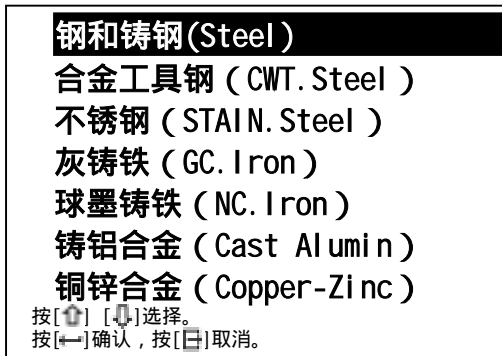 钢和铸钢(Steel)
合金工具钢（CWT.Steel）
不锈钢（STAIN.Steel）
灰铸铁（GC.Iron）
球墨铸铁（NC.Iron）
铸铝合金（Cast Alumin）
铜锌合金（Copper-Zinc）
按[⇧] [⇩]选择。
按[←]确认，按[日]取消。